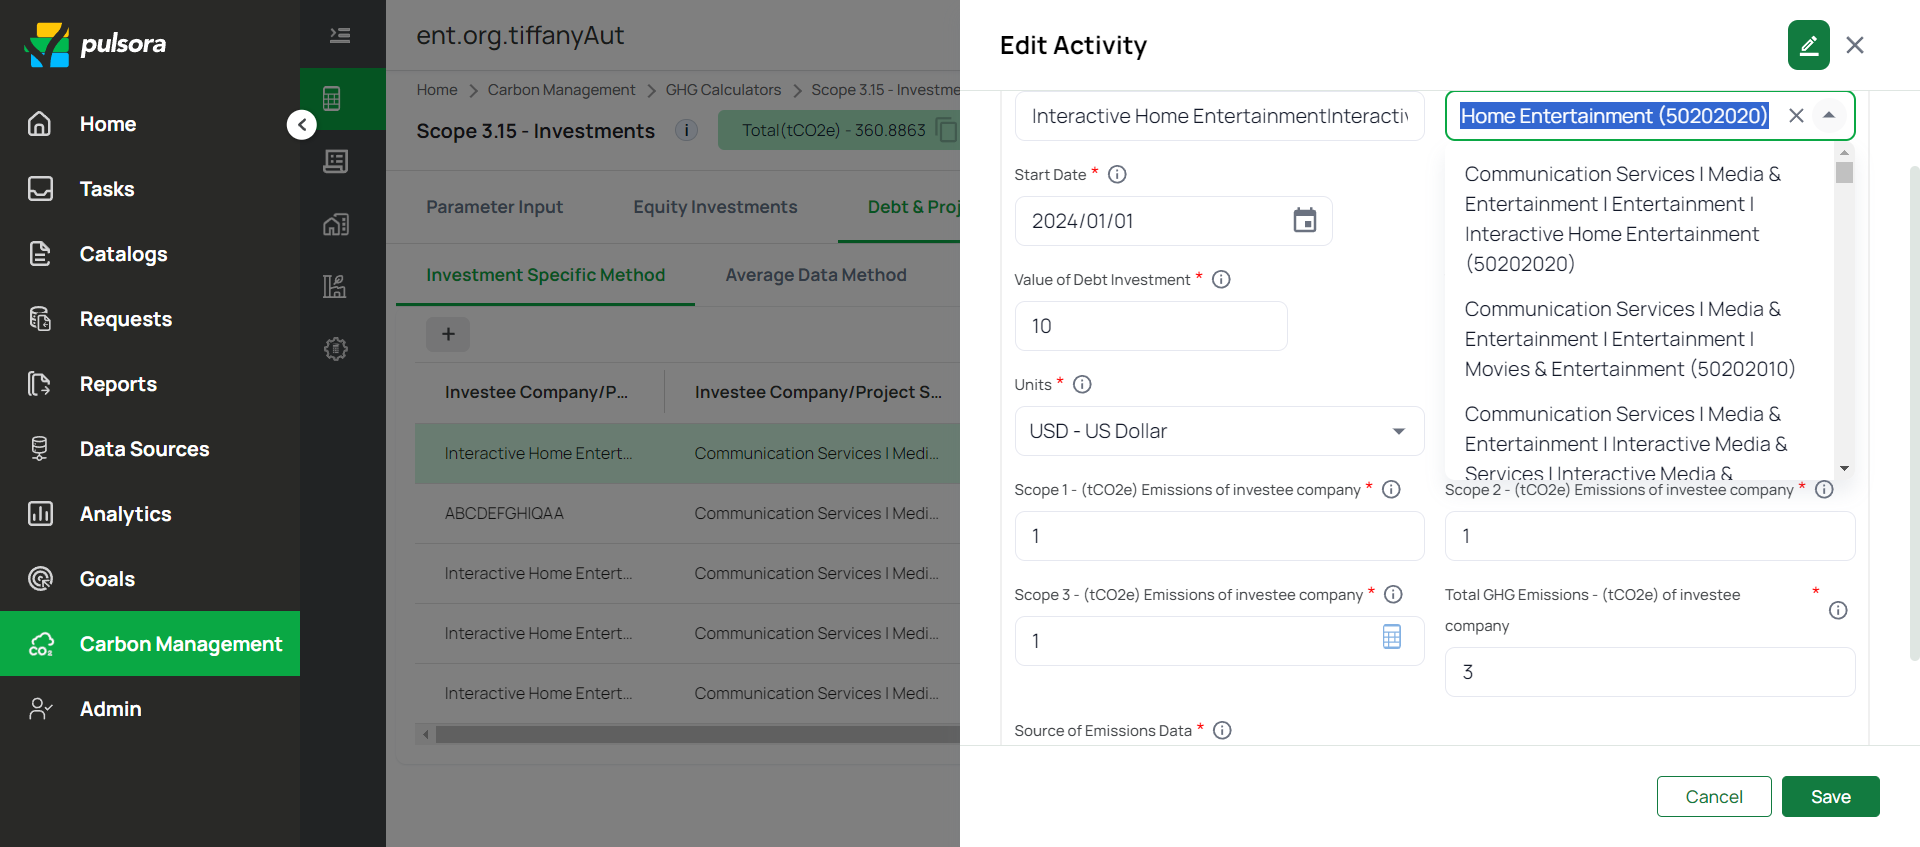 pulsora
Home
Tasks
Catalogs
Requests
Reports
Data Sources
Analytics
Goals
Carbon Management
Admin
ent.org.tiffanyAut
Home > Carbon Management > GHG Calculators > Scope 3.15 - Investme
Scope 3.15 - Investments i Total(tCO2e) - 360.8863
Parameter Input Equity Investments Debt & Proj
Investment Specific Method Average Data Method
+
Investee Company/P... Investee Company/Project S...
Interactive Home Entert... Communication Services | Medi...
ABCDEFGHIQAA Communication Services | Medi...
Interactive Home Entert... Communication Services | Medi...
Interactive Home Entert... Communication Services | Medi...
Interactive Home Entert... Communication Services | Medi...
Edit Activity
Interactive Home EntertainmentInteractiv
Home Entertainment (50202020)
Communication Services | Media &
Entertainment | Entertainment |
Interactive Home Entertainment
(50202020)
Communication Services | Media &
Entertainment | Entertainment |
Movies & Entertainment (50202010)
Communication Services | Media &
Entertainment | Interactive Media &
Services | Interactive Media &
Start Date *
2024/01/01
Value of Debt Investment *
10
Units *
USD - US Dollar
Scope 1 - (tCO2e) Emissions of investee company *
1
Scope 2 - (tCO2e) Emissions of investee company *
1
Scope 3 - (tCO2e) Emissions of investee company *
1
Total GHG Emissions - (tCO2e) of investee *
company
3
Source of Emissions Data *
Cancel Save